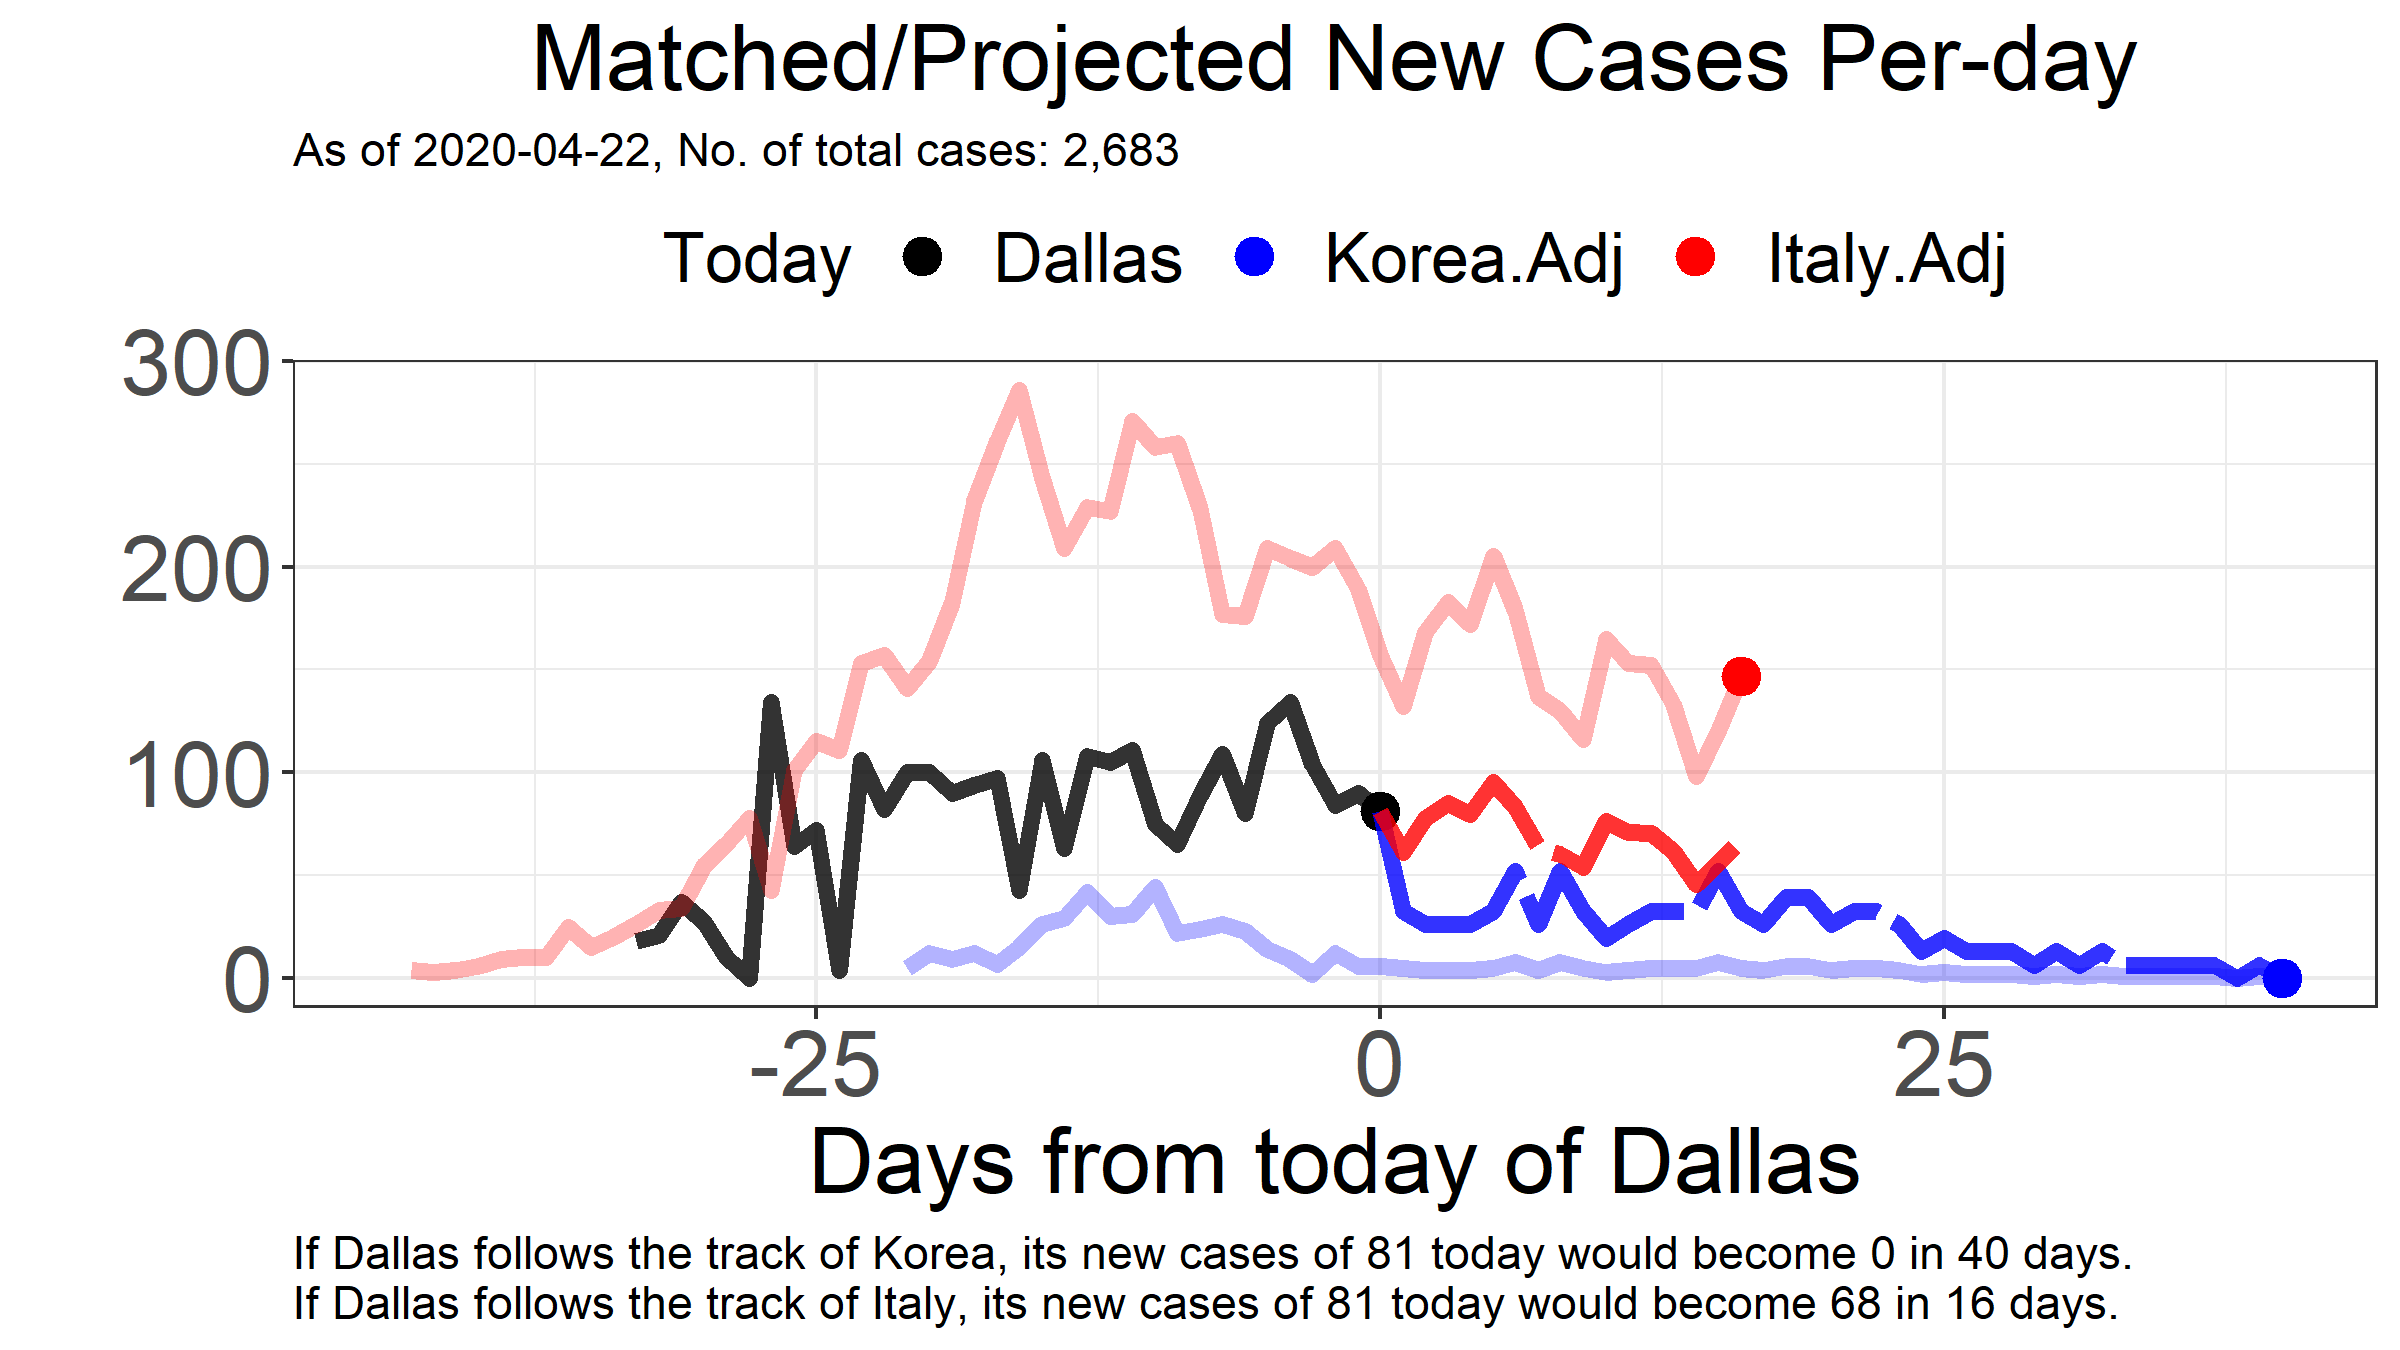 Matched/Projected New Cases Per-day
As of 2020-04-22, No. of total cases: 2,683
Today Dallas Korea.Adj Italy.Adj
300
200
100
0
-25 0 25
Days from today of Dallas
If Dallas follows the track of Korea, its new cases of 81 today would become 0 in 40 days.
If Dallas follows the track of Italy, its new cases of 81 today would become 68 in 16 days.